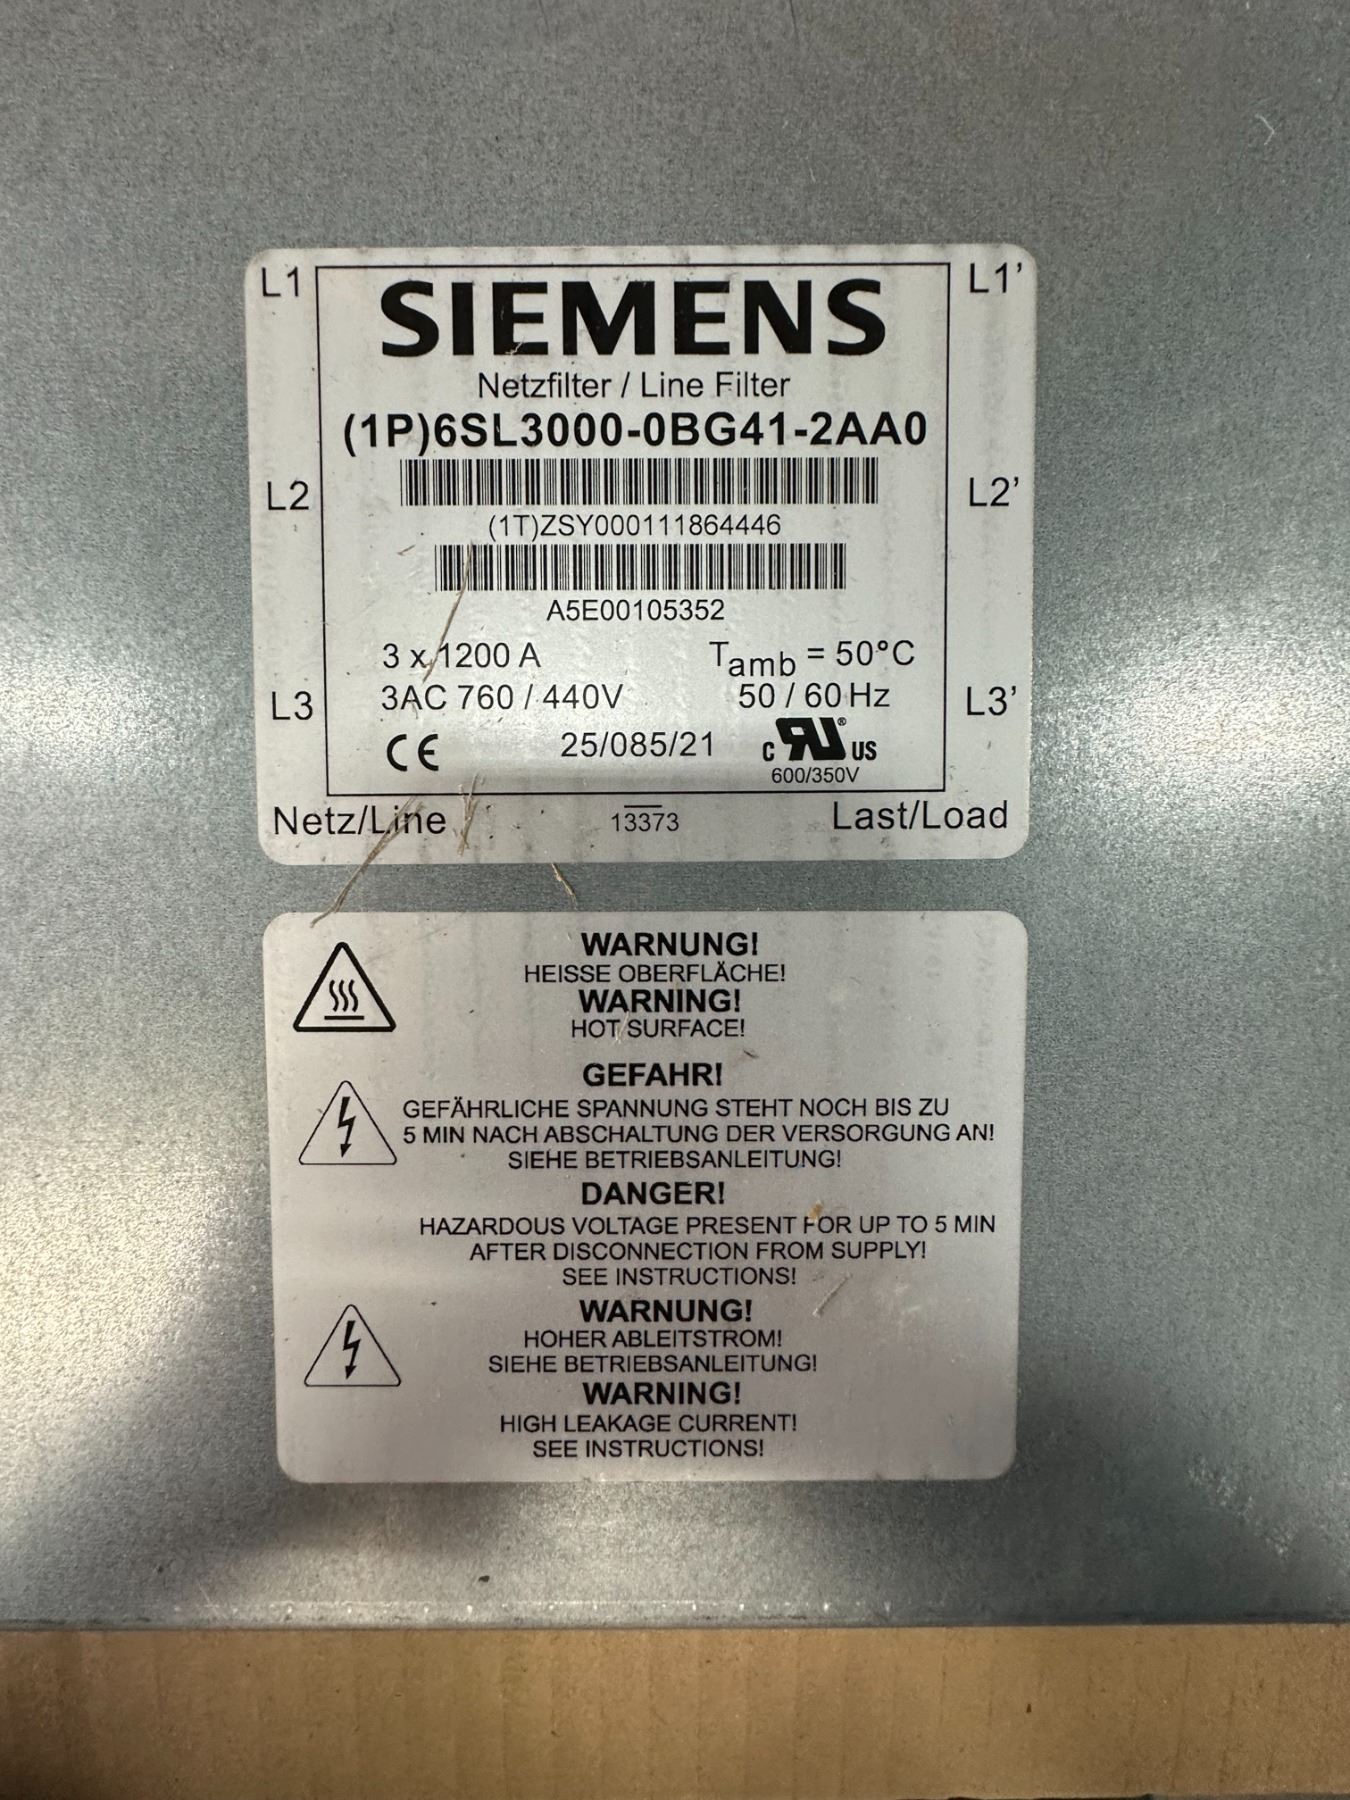 L1 SIEMENS L1'
Netzfilter / Line Filter
(1P)6SL3000-0BG41-2AA0
L2 L2'
(1T)ZSY000111864446
A5E00105352
3 x 1200 A Tamb = 50°C
L3 3AC 760 / 440V 50 / 60 Hz L3'
CE 25/085/21 c RU® US
600/350V
Netz/Line 13373 Last/Load
WARNUNG!
HEISSE OBERFLÄCHE!
WARNING!
HOT SURFACE!
GEFAHR!
GEFÄHRLICHE SPANNUNG STEHT NOCH BIS ZU
5 MIN NACH ABSCHALTUNG DER VERSORGUNG AN!
SIEHE BETRIEBSANLEITUNG!
DANGER!
HAZARDOUS VOLTAGE PRESENT FOR UP TO 5 MIN
AFTER DISCONNECTION FROM SUPPLY!
SEE INSTRUCTIONS!
WARNUNG!
HOHER ABLEITSTROM!
SIEHE BETRIEBSANLEITUNG!
WARNING!
HIGH LEAKAGE CURRENT!
SEE INSTRUCTIONS!